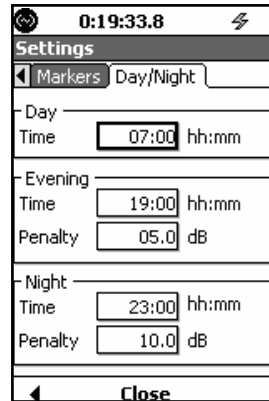 0:19:33.8
Settings
Markers Day/Night
Day
Time 07:00 hh:mm
Evening
Time 19:00 hh:mm
Penalty 05.0 dB
Night
Time 23:00 hh:mm
Penalty 10.0 dB
Close